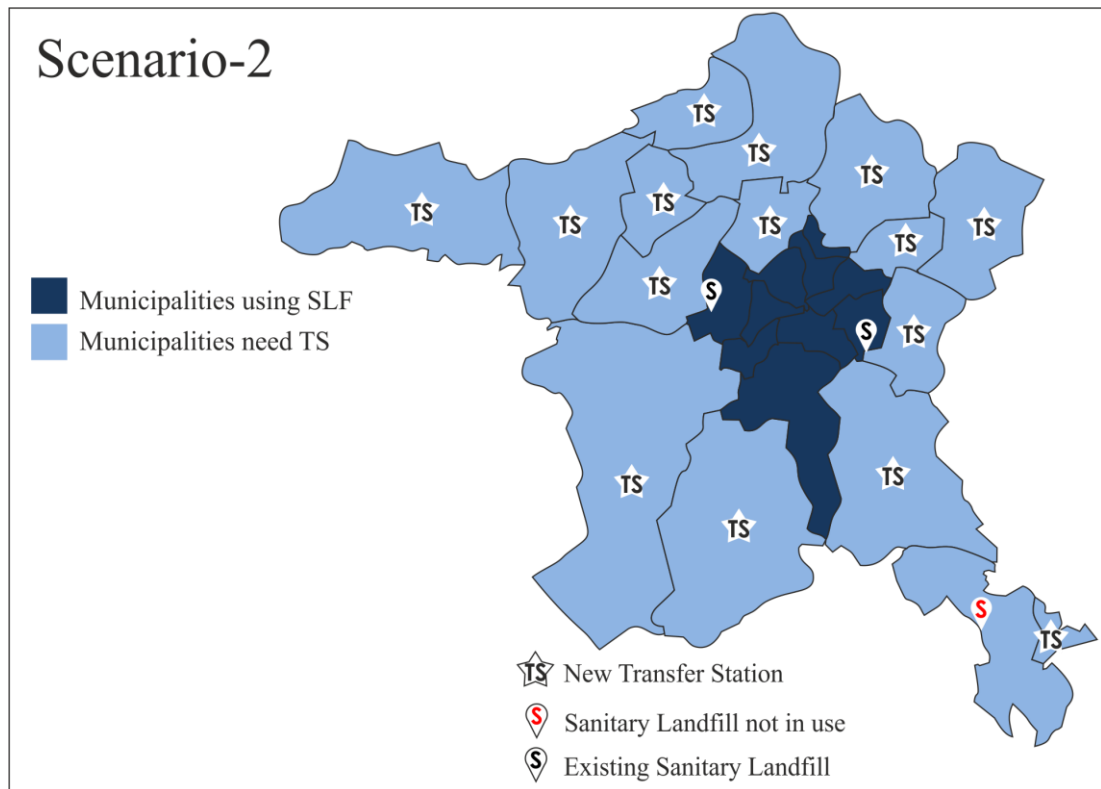 Scenario-2
TS
TS
TS
TS
TS
TS
TS
TS
TS
TS
S
Municipalities using SLF
S
TS
Municipalities need TS
TS
TS
TS
S
TS
TS New Transfer Station
S Sanitary Landfill not in use
S Existing Sanitary Landfill